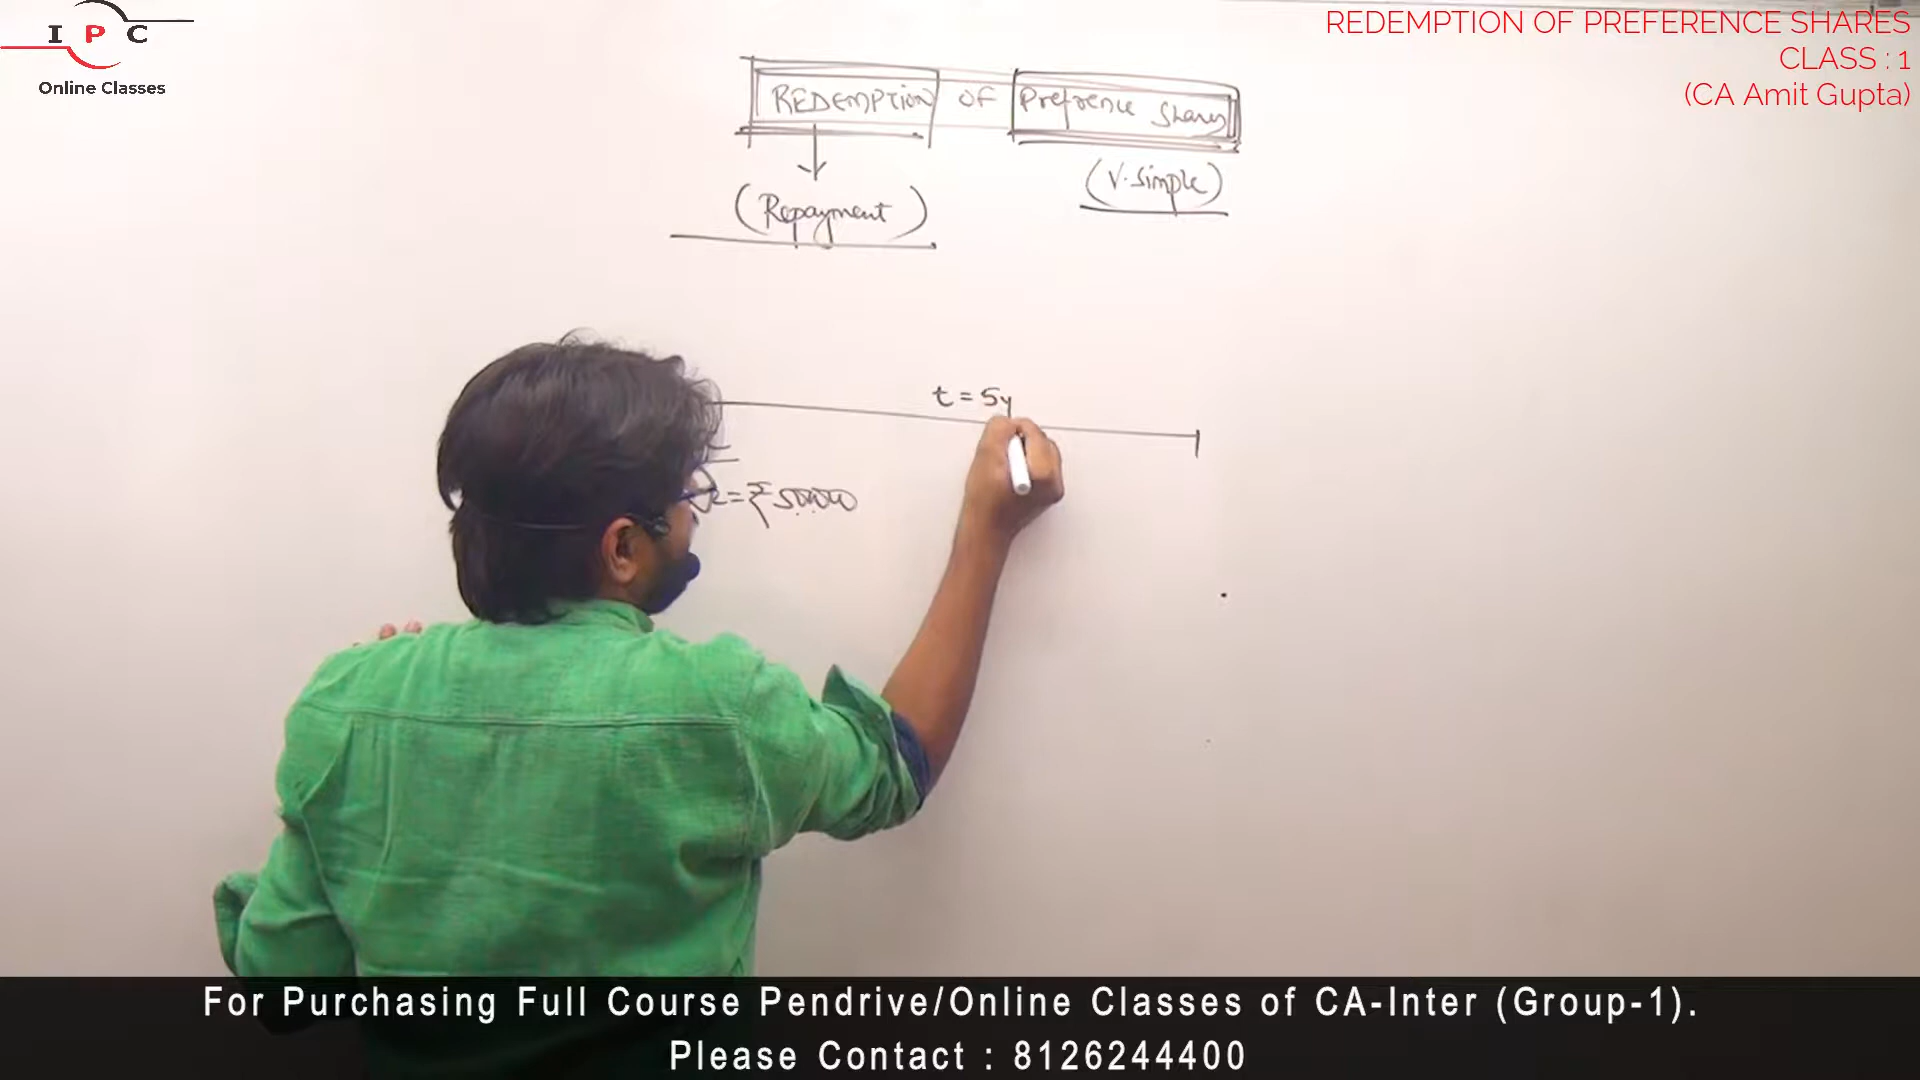 I P C
Online Classes
REDEMPTION OF PREFERENCE SHARES
CLASS : 1
(CA Amit Gupta)
REDEMPTION OF Prefrence Shares
(V.Simple)
(Repayment)
t = 5y
= ₹
For Purchasing Full Course Pendrive/Online Classes of CA-Inter (Group-1).
Please Contact : 8126244400